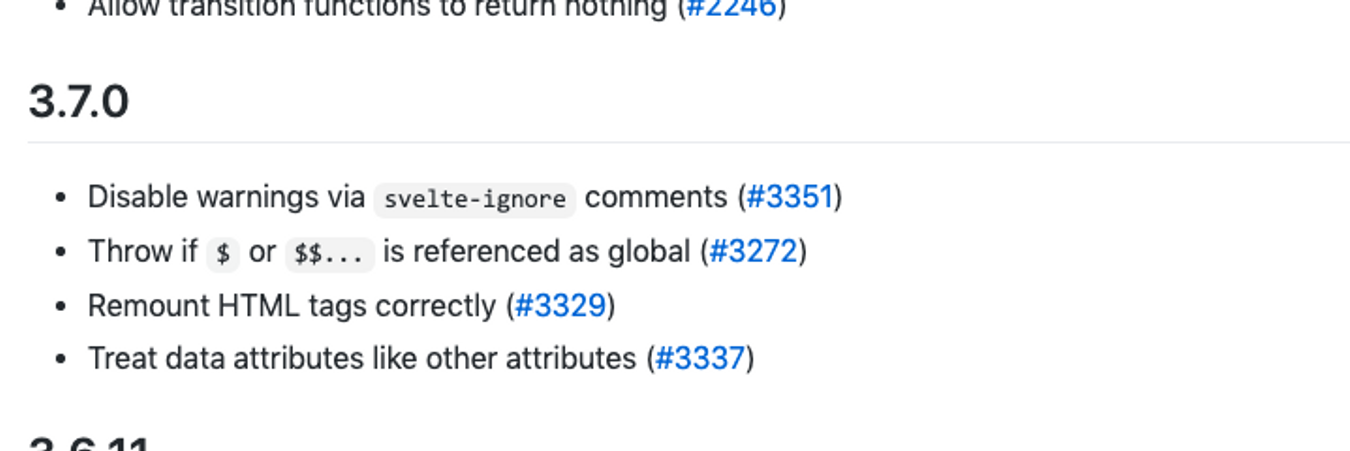 • Allow transition functions to return nothing (#2246)
3.7.0
• Disable warnings via svelte-ignore comments (#3351)
• Throw if $ or $$... is referenced as global (#3272)
• Remount HTML tags correctly (#3329)
• Treat data attributes like other attributes (#3337)
3.6.11